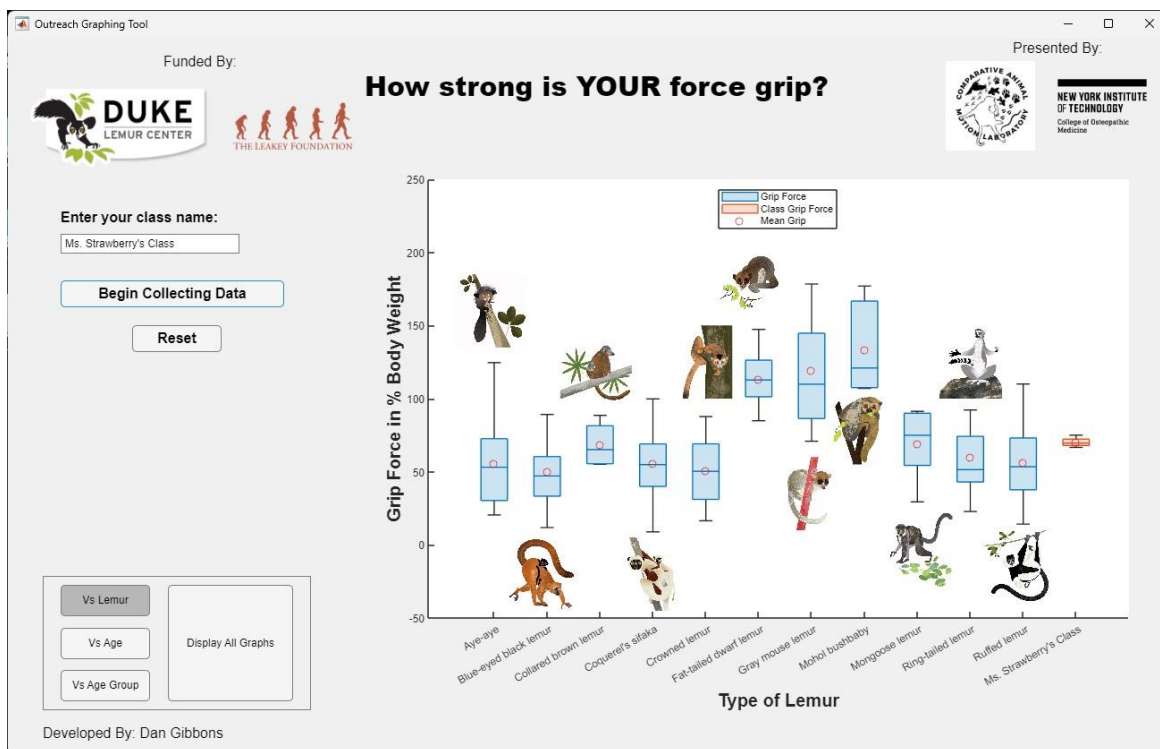 Outreach Graphing Tool
Funded By:
Presented By:
DUKE
LEMUR CENTER
THE LEAKEY FOUNDATION
How strong is YOUR force grip?
COMPARATIVE ANIMAL
MOTION LABORATORY
NEW YORK INSTITUTE
OF TECHNOLOGY
College of Osteopathic
Medicine
Enter your class name:
Ms. Strawberry's Class
Begin Collecting Data
Reset
Vs Lemur
Vs Age
Vs Age Group
Display All Graphs
Developed By: Dan Gibbons
Grip Force in % Body Weight
250
200
150
100
50
0
-50
Grip Force
Class Grip Force
Mean Grip
Aye-aye
Blue-eyed black lemur
Collared brown lemur
Coquerel's sifaka
Crowned lemur
Fat-tailed dwarf lemur
Gray mouse lemur
Mohol bushbaby
Mongoose lemur
Ring-tailed lemur
Ruffed lemur
Ms. Strawberry's Class
Type of Lemur